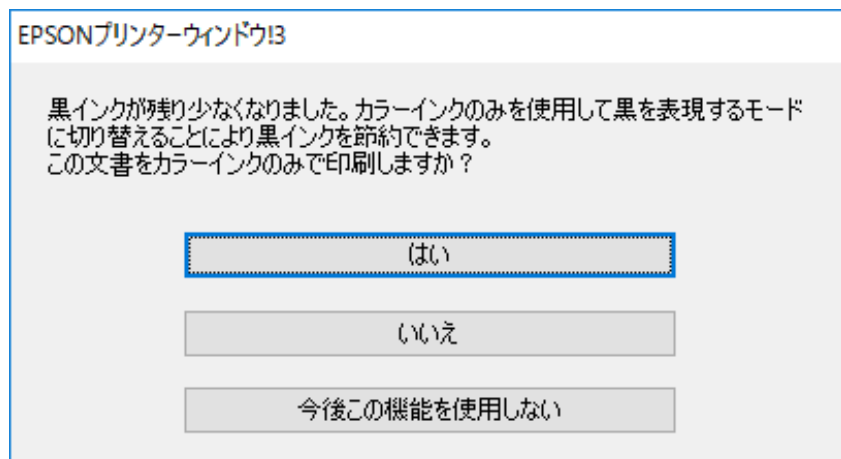 EPSONプリンターウィンドウ!3
黒インクが残り少なくなりました。カラーインクのみを使用して黒を表現するモード
に切り替えることにより黒インクを節約できます。
この文書をカラーインクのみで印刷しますか？
はい
いいえ
今後この機能を使用しない